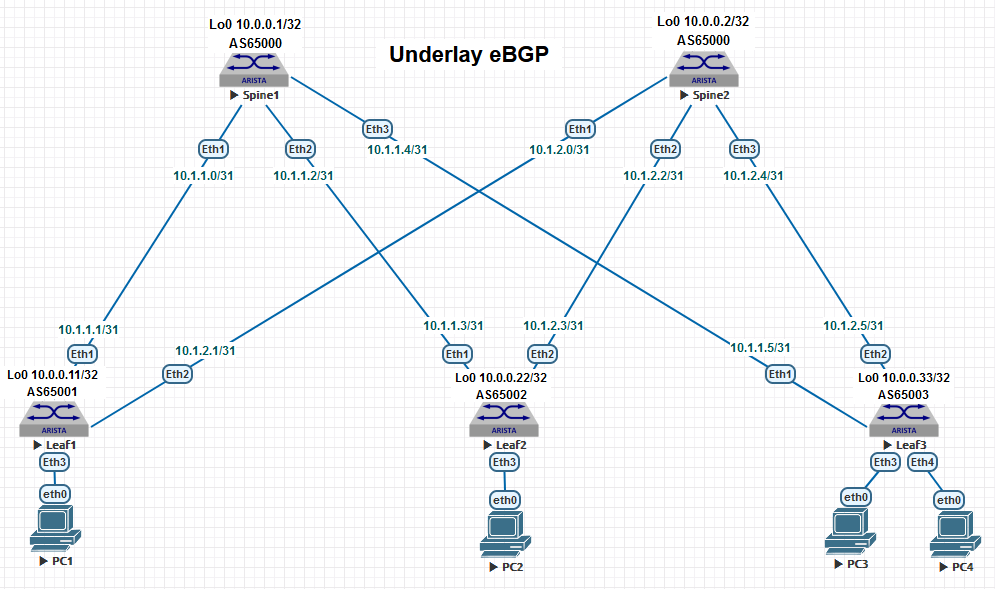 Lo0 10.0.0.1/32
AS65000
ARISTA
Spine1
Underlay eBGP
Lo0 10.0.0.2/32
AS65000
ARISTA
Spine2
Eth1
10.1.1.0/31
Eth2
10.1.1.2/31
Eth3
10.1.1.4/31
Eth1
10.1.2.0/31
Eth2
10.1.2.2/31
Eth3
10.1.2.4/31
10.1.1.1/31
Eth1
10.1.2.1/31
Eth2
10.1.1.3/31
Eth1
10.1.2.3/31
Eth2
10.1.1.5/31
Eth1
10.1.2.5/31
Eth2
Lo0 10.0.0.11/32
AS65001
ARISTA
Leaf1
Eth3
eth0
PC1
Lo0 10.0.0.22/32
AS65002
ARISTA
Leaf2
Eth3
eth0
PC2
Lo0 10.0.0.33/32
AS65003
ARISTA
Leaf3
Eth3
Eth4
eth0
eth0
PC3
PC4